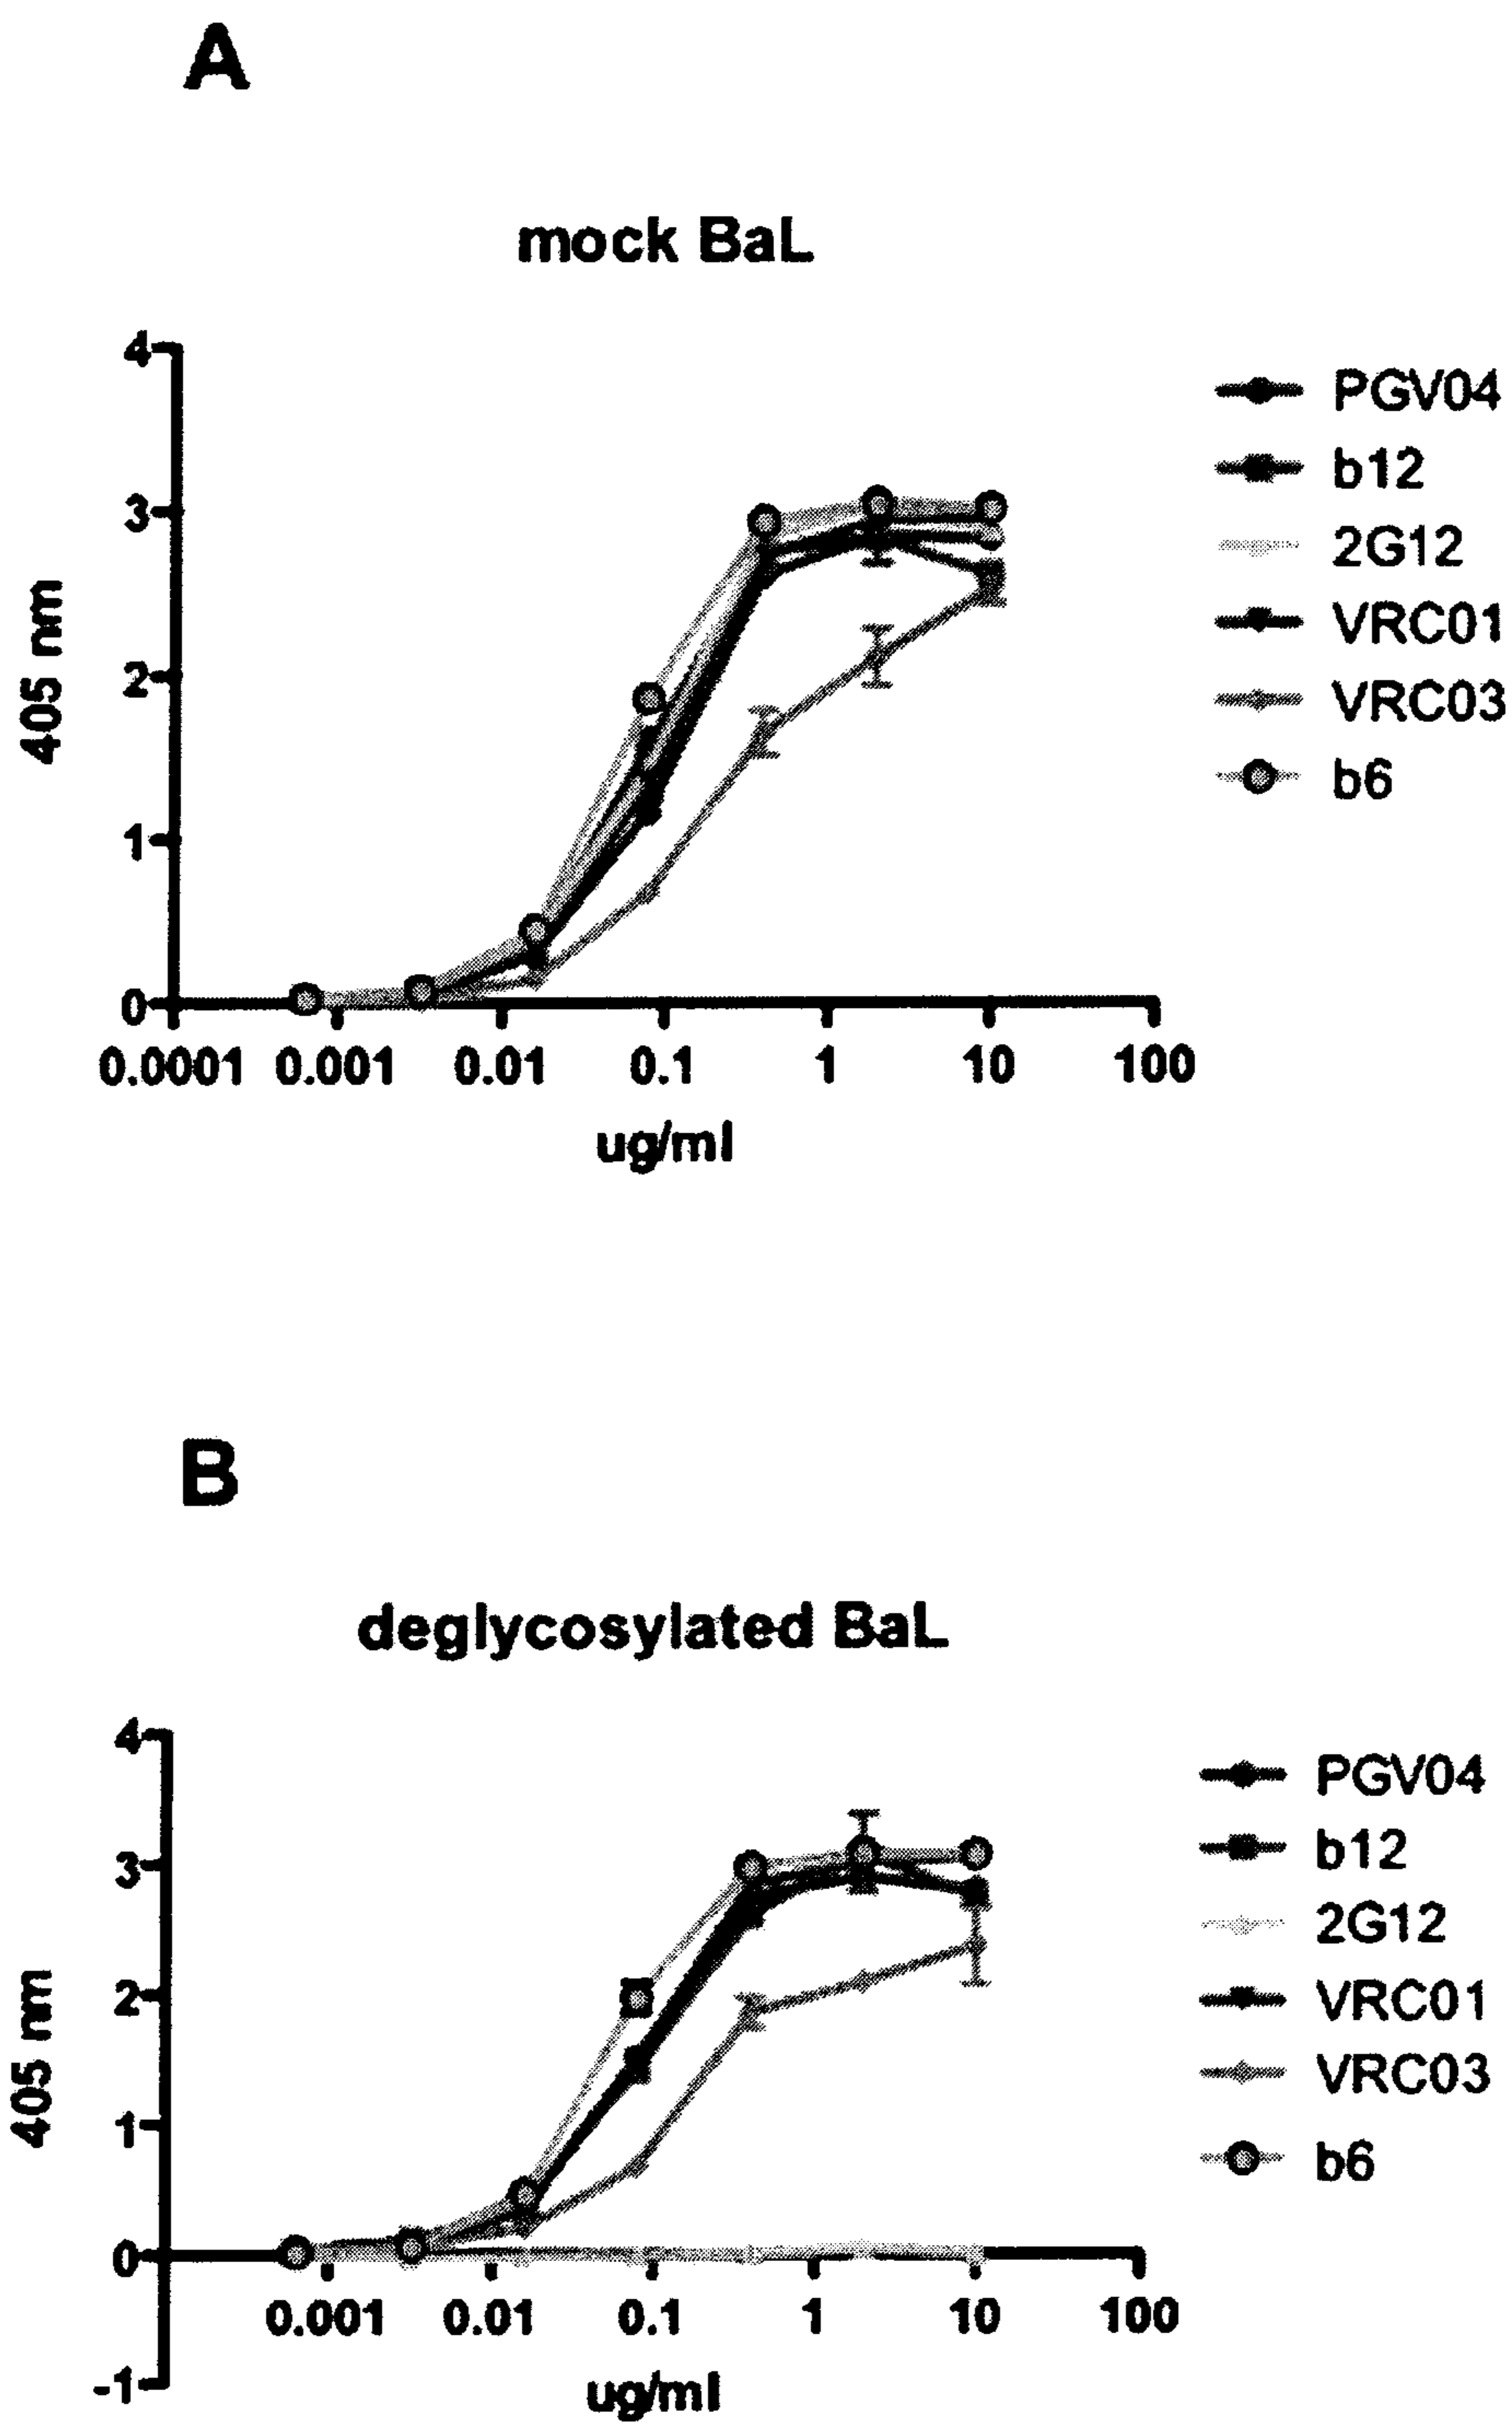 A
mock BaL
4
3
2
1
0
405 nm
0.0001 0.001 0.01 0.1 1 10 100
ug/ml
PGV04
b12
2G12
VRC01
VRC03
b6
B
deglycosylated BaL
4
3
2
1
0
-1
405 nm
0.001 0.01 0.1 1 10 100
ug/ml
PGV04
b12
2G12
VRC01
VRC03
b6